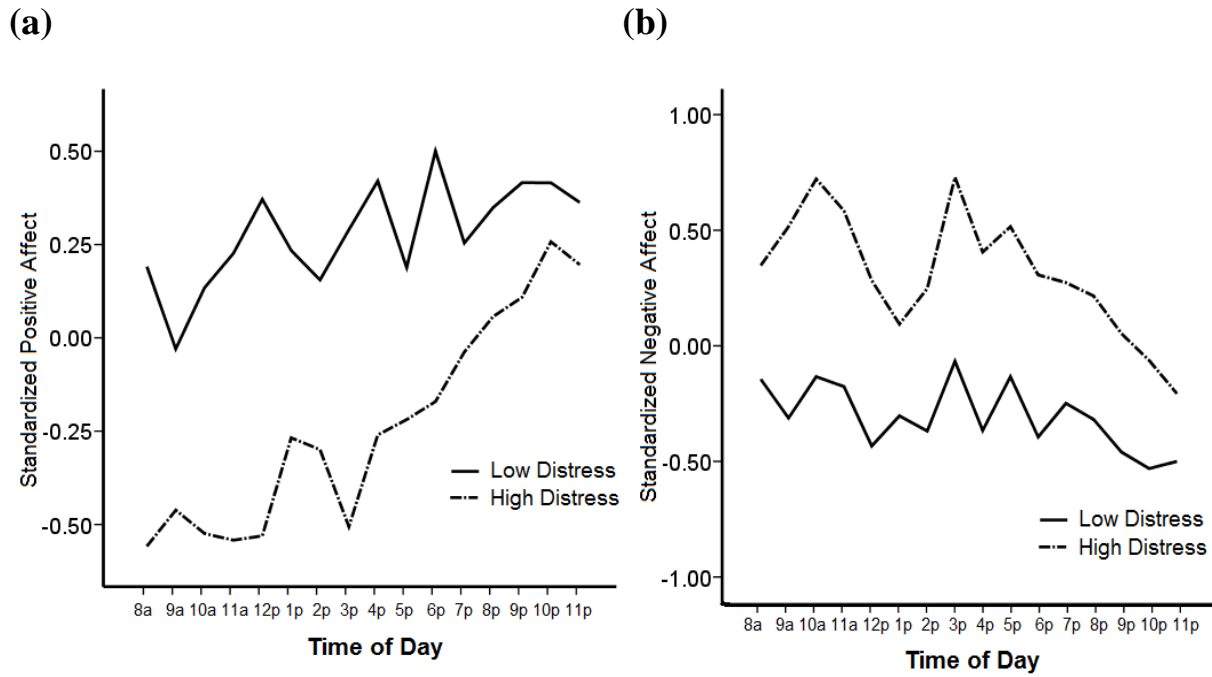 (a)
Standardized Positive Affect
0.50
0.25
0.00
-0.25
-0.50
Low Distress
High Distress
8a 9a 10a 11a 12p 1p 2p 3p 4p 5p 6p 7p 8p 9p 10p 11p
Time of Day
(b)
Standardized Negative Affect
1.00
0.50
0.00
-0.50
-1.00
Low Distress
High Distress
8a 9a 10a 11a 12p 1p 2p 3p 4p 5p 6p 7p 8p 9p 10p 11p
Time of Day